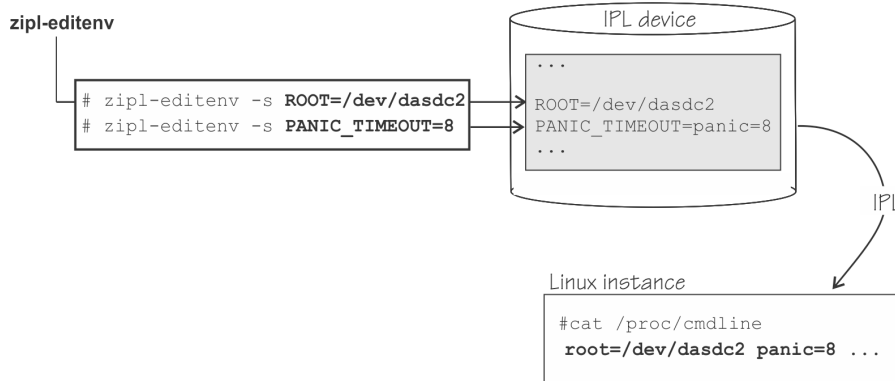 zipl-editenv
# zipl-editenv -s ROOT=/dev/dasdc2
# zipl-editenv -s PANIC_TIMEOUT=8
IPL device
...
ROOT=/dev/dasdc2
PANIC_TIMEOUT=panic=8
...
IPL
Linux instance
#cat /proc/cmdline
root=/dev/dasdc2 panic=8 ...